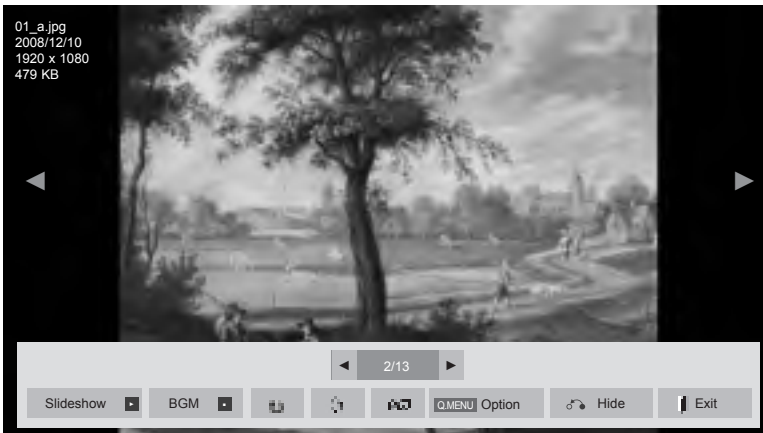 01_a.jpg
2008/12/10
1920 x 1080
479 KB
2/13
Slideshow BGM Q.MENU Option Hide Exit